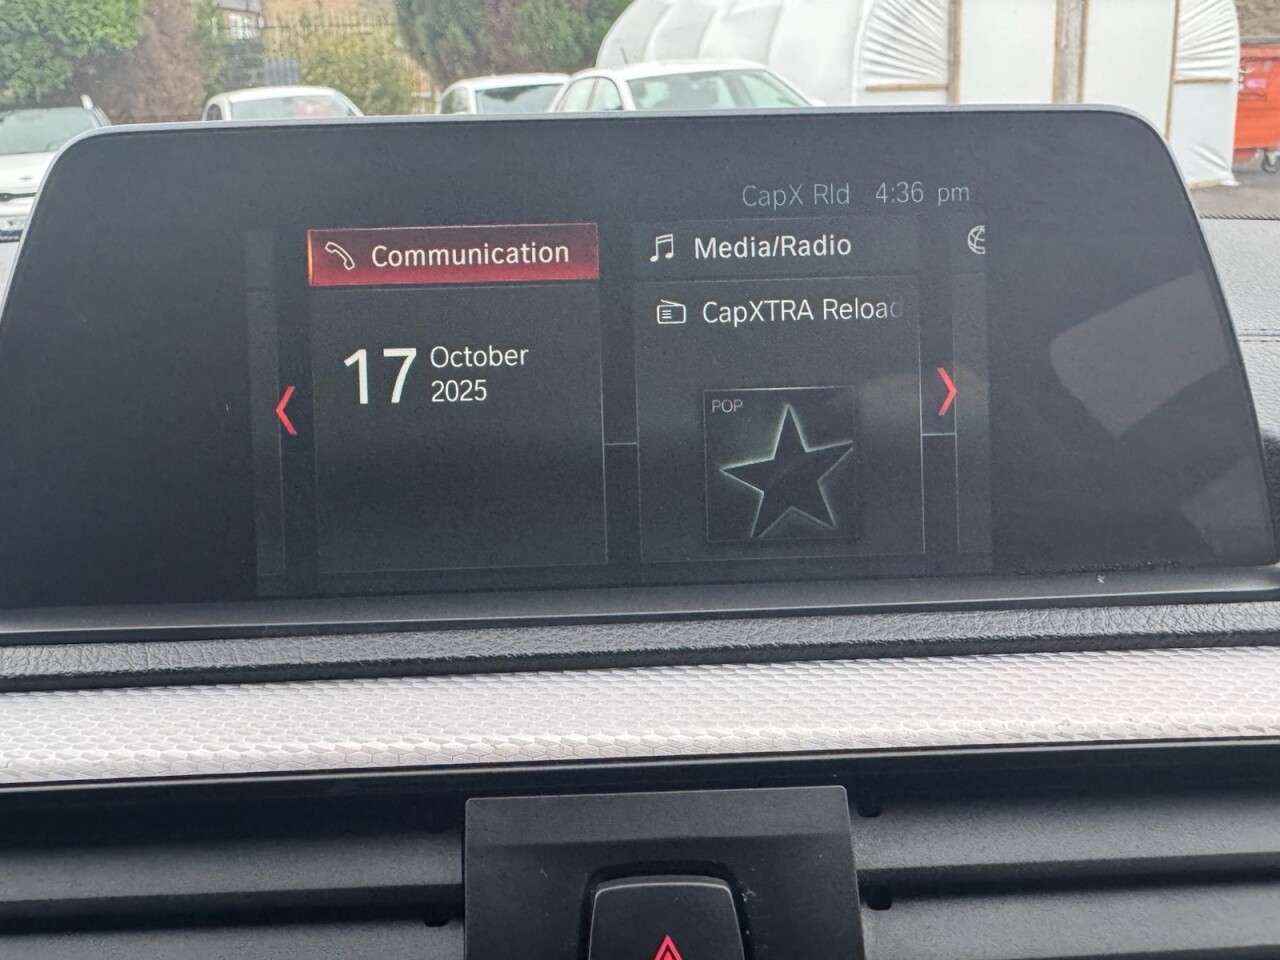 CapX Rld 4:36 pm
Communication
Media/Radio
CapXTRA Reload
17 October
2025
POP